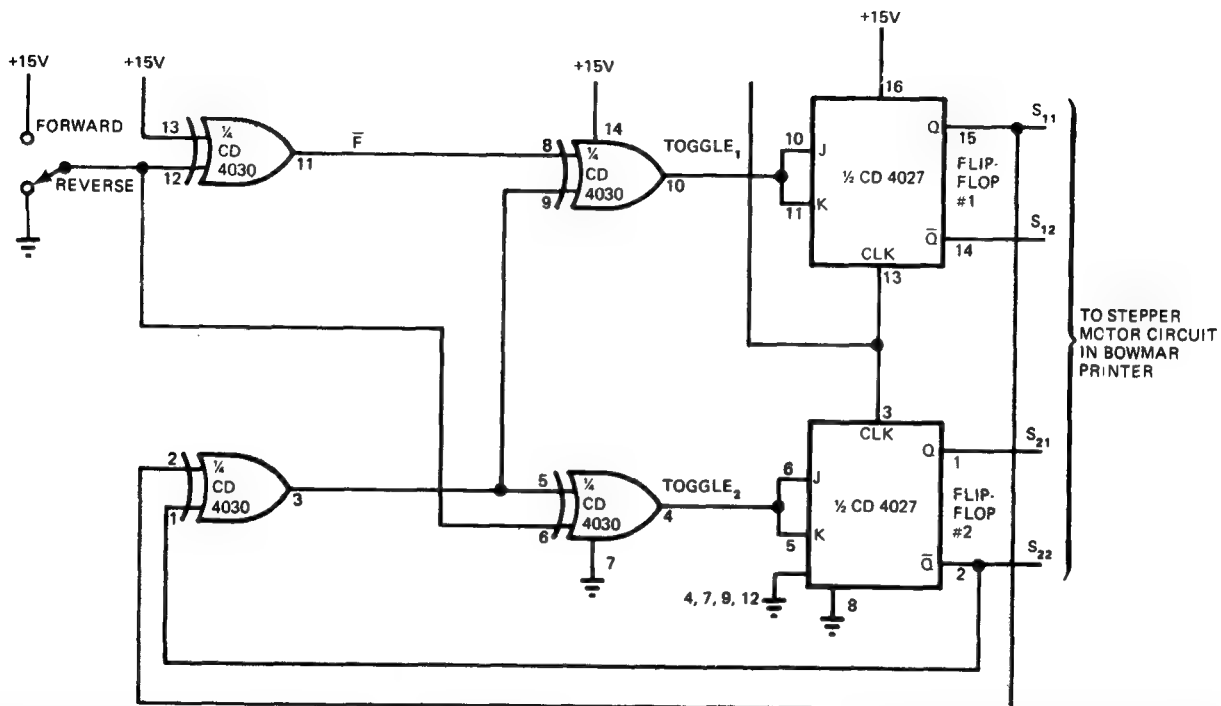 +15V
+15V
+15V
+15V
FORWARD
REVERSE
13
12
¼
CD
4030
11
F̅
8
9
14
¼
CD
4030
10
TOGGLE₁
16
10
J
11
K
½ CD 4027
CLK
13
Q
15
Q̅
14
FLIP-
FLOP
#1
S₁₁
S₁₂
TO STEPPER
MOTOR CIRCUIT
IN BOWMAR
PRINTER
2
1
¼
CD
4030
3
5
6
¼
CD
4030
4
7
TOGGLE₂
3
CLK
6
J
5
K
½ CD 4027
4, 7, 9, 12
8
Q
1
Q̅
2
FLIP-
FLOP
#2
S₂₁
S₂₂